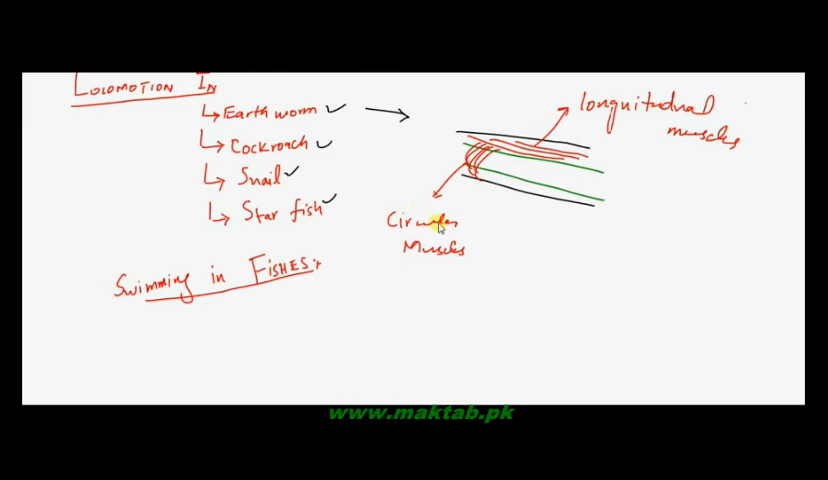 LOCOMOTION IN
Earthworm
Cockroach
Snail
Star fish
longuitudnal
muscles
Circular
Muscles
Swimming in FISHES:
www.maktab.pk